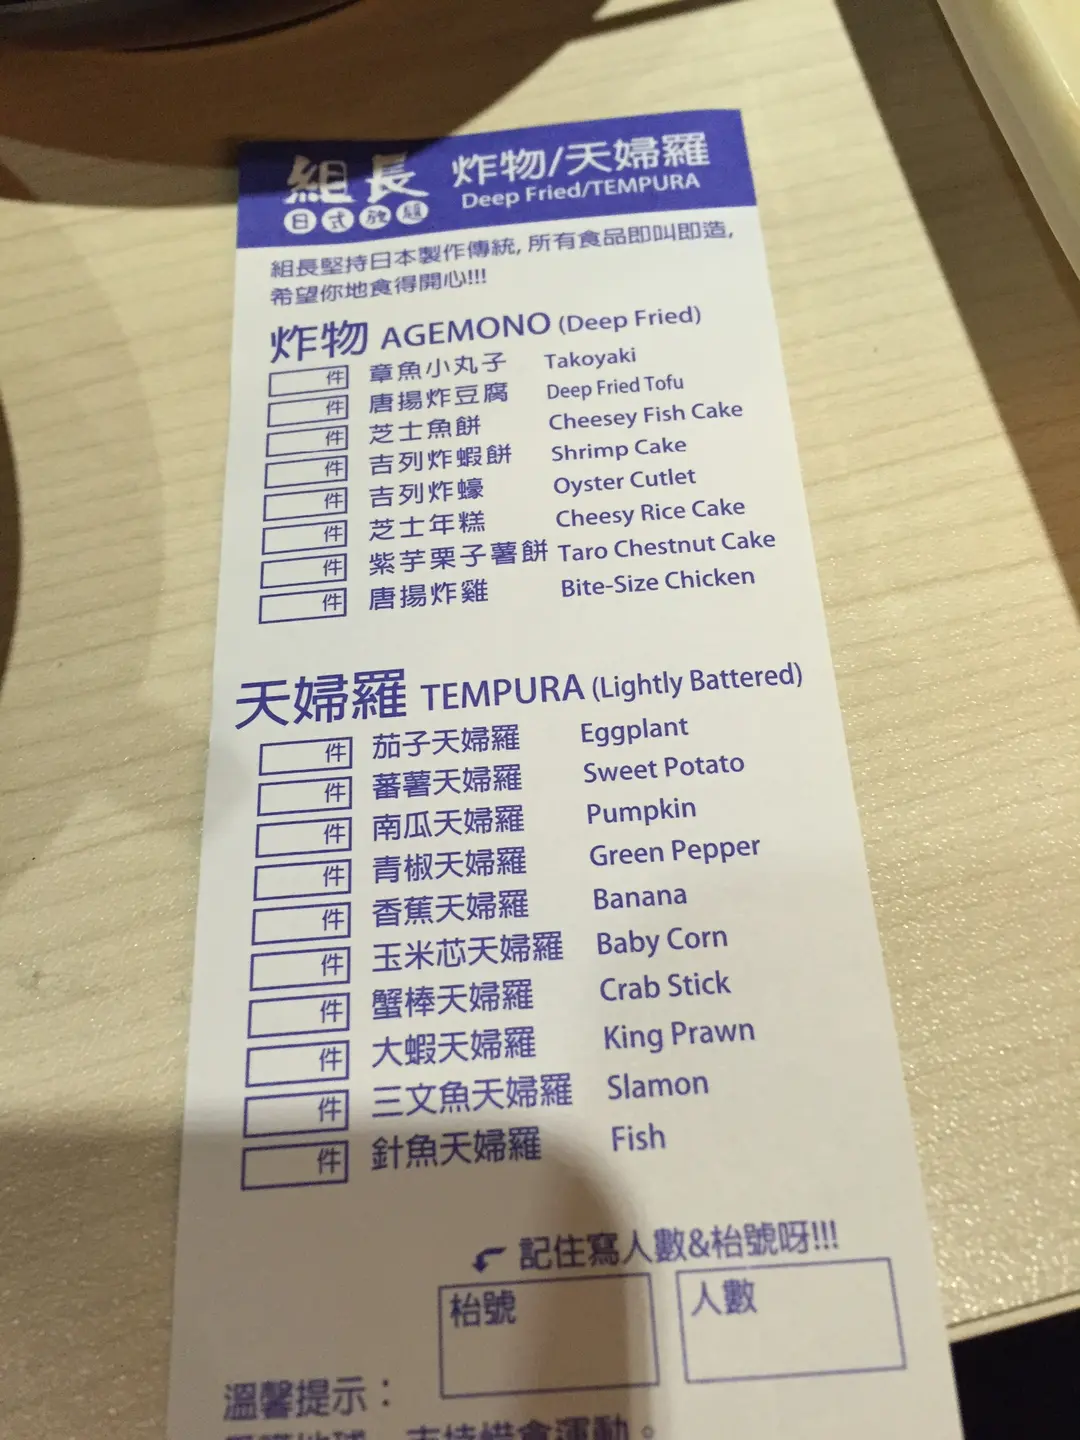 組長 炸物/天婦羅
日式放題 Deep Fried/TEMPURA
組長堅持日本製作傳統, 所有食品即叫即造,
希望你地食得開心!!!
炸物 AGEMONO (Deep Fried)
件 章魚小丸子 Takoyaki
件 唐揚炸豆腐 Deep Fried Tofu
件 芝士魚餅 Cheesey Fish Cake
件 吉列炸蝦餅 Shrimp Cake
件 吉列炸蠔 Oyster Cutlet
件 芝士年糕 Cheesy Rice Cake
件 紫芋栗子薯餅 Taro Chestnut Cake
件 唐揚炸雞 Bite-Size Chicken
天婦羅 TEMPURA (Lightly Battered)
件 茄子天婦羅 Eggplant
件 蕃薯天婦羅 Sweet Potato
件 南瓜天婦羅 Pumpkin
件 青椒天婦羅 Green Pepper
件 香蕉天婦羅 Banana
件 玉米芯天婦羅 Baby Corn
件 蟹棒天婦羅 Crab Stick
件 大蝦天婦羅 King Prawn
件 三文魚天婦羅 Slamon
件 針魚天婦羅 Fish
記住寫人數&枱號呀!!!
枱號 人數
溫馨提示：
支持惜食運動。